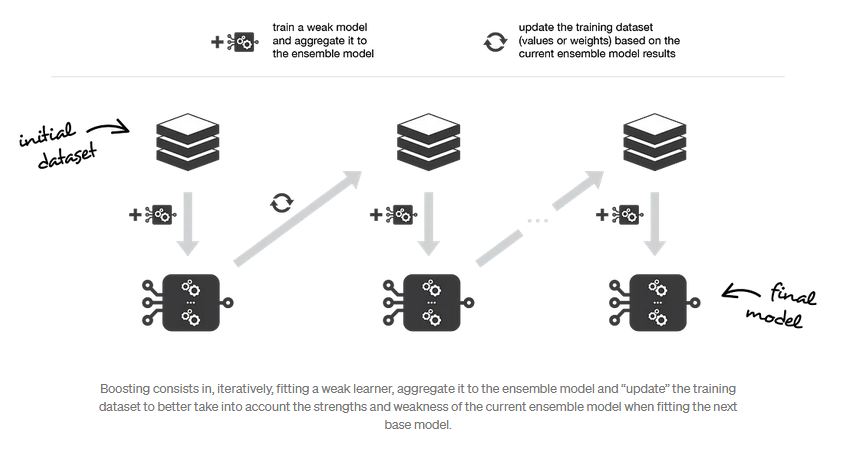 train a weak model
and aggregate it to
the ensemble model
update the training dataset
(values or weights) based on the
current ensemble model results
initial
dataset
final
model
Boosting consists in, iteratively, fitting a weak learner, aggregate it to the ensemble model and “update” the training
dataset to better take into account the strengths and weakness of the current ensemble model when fitting the next
base model.